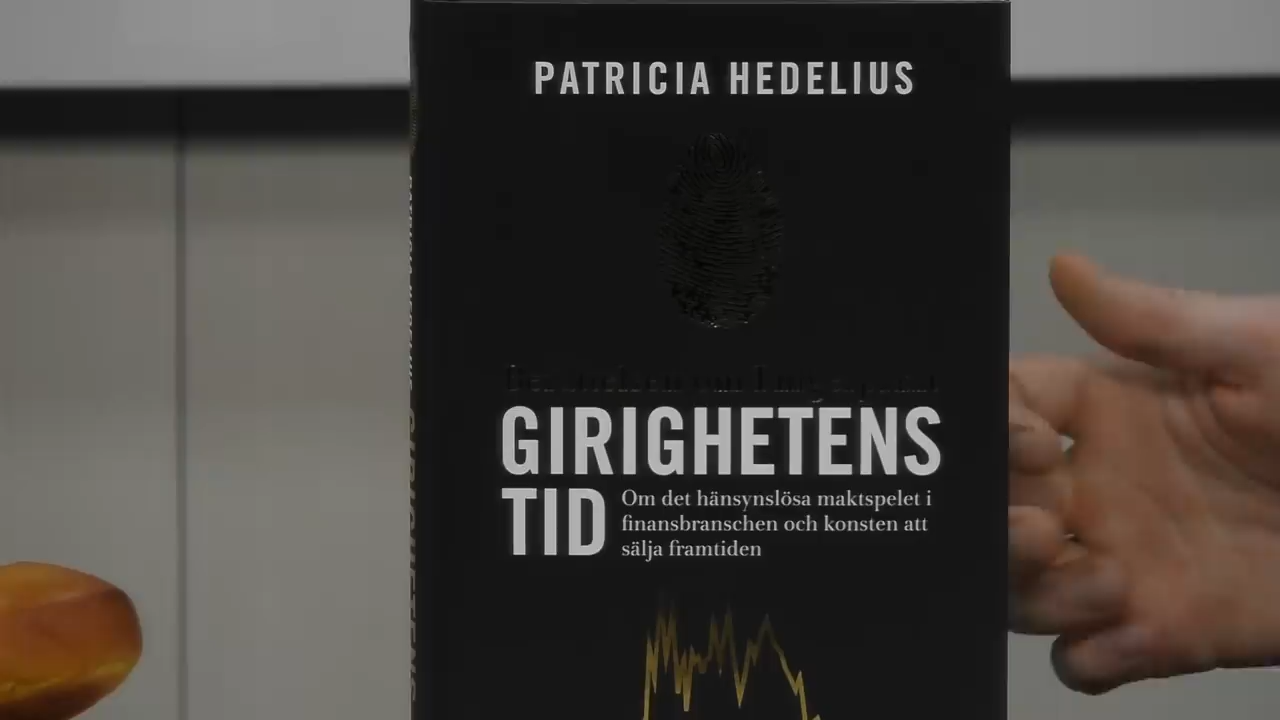 PATRICIA HEDELIUS
GIRIGHETENS
TID
Om det hänsynslösa maktspelet i
finansbranschen och konsten att
sälja framtiden